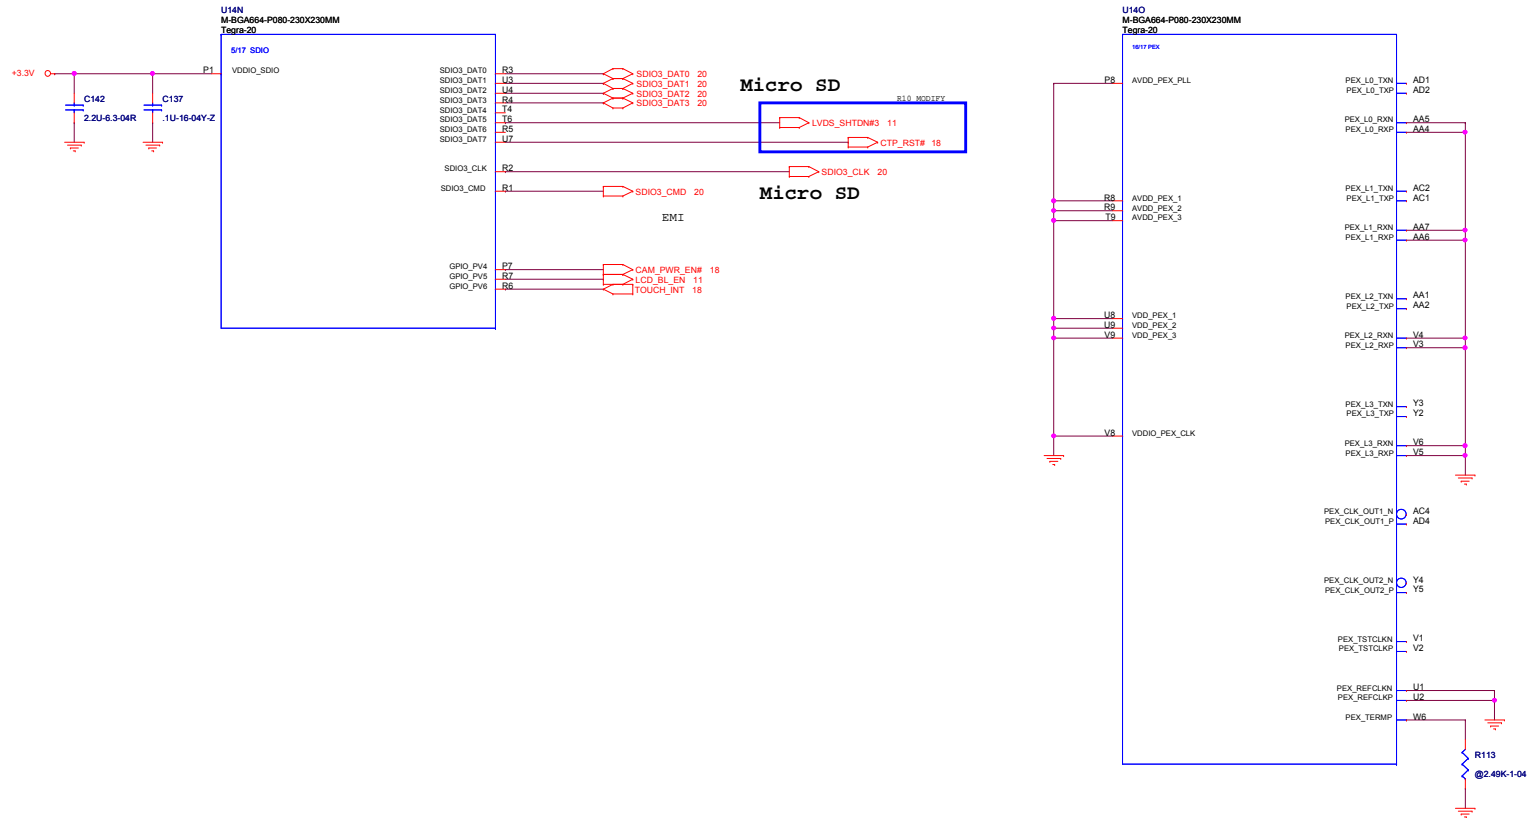 U14N
M-BGA664-P080-230X230MM
Tegra-20
5/17 SDIO
+3.3V
P1 VDDIO_SDIO
C142
2.2U-6.3-04R
C137
.1U-16-04Y-Z
SDIO3_DAT0 R3 SDIO3_DAT0 20
SDIO3_DAT1 U3 SDIO3_DAT1 20
SDIO3_DAT2 U4 SDIO3_DAT2 20
SDIO3_DAT3 R4 SDIO3_DAT3 20
SDIO3_DAT4 T4
SDIO3_DAT5 T6 LVDS_SHTDN#3 11
SDIO3_DAT6 R5
SDIO3_DAT7 U7 CTP_RST# 18
Micro SD
R10 MODIFY
SDIO3_CLK R2 SDIO3_CLK 20
SDIO3_CMD R1 SDIO3_CMD 20
Micro SD
EMI
GPIO_PV4 P7 CAM_PWR_EN# 18
GPIO_PV5 R7 LCD_BL_EN 11
GPIO_PV6 R6 TOUCH_INT 18
U14O
M-BGA664-P080-230X230MM
Tegra-20
16/17 PEX
P8 AVDD_PEX_PLL
R8 AVDD_PEX_1
R9 AVDD_PEX_2
T9 AVDD_PEX_3
U8 VDD_PEX_1
U9 VDD_PEX_2
V9 VDD_PEX_3
V8 VDDIO_PEX_CLK
PEX_L0_TXN AD1
PEX_L0_TXP AD2
PEX_L0_RXN AA5
PEX_L0_RXP AA4
PEX_L1_TXN AC2
PEX_L1_TXP AC1
PEX_L1_RXN AA7
PEX_L1_RXP AA6
PEX_L2_TXN AA1
PEX_L2_TXP AA2
PEX_L2_RXN V4
PEX_L2_RXP V3
PEX_L3_TXN Y3
PEX_L3_TXP Y2
PEX_L3_RXN V6
PEX_L3_RXP V5
PEX_CLK_OUT1_N AC4
PEX_CLK_OUT1_P AD4
PEX_CLK_OUT2_N Y4
PEX_CLK_OUT2_P Y5
PEX_TSTCLKN V1
PEX_TSTCLKP V2
PEX_REFCLKN U1
PEX_REFCLKP U2
PEX_TERMP W6
R113
@2.49K-1-04